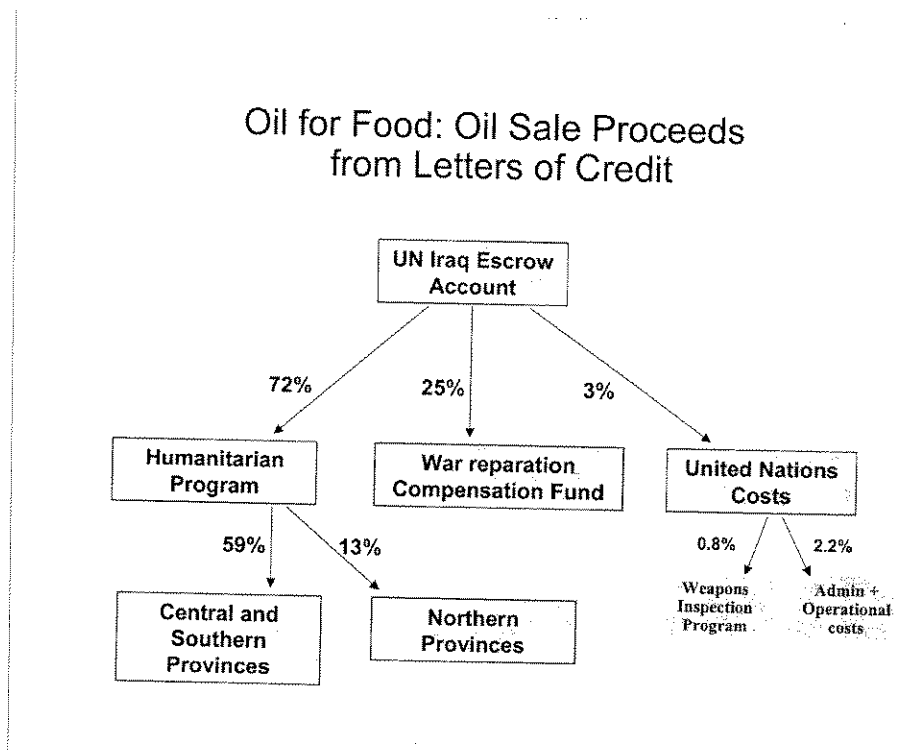 Oil for Food: Oil Sale Proceeds
from Letters of Credit
UN Iraq Escrow
Account
72%
25%
3%
Humanitarian
Program
War reparation
Compensation Fund
United Nations
Costs
59%
13%
0.8%
2.2%
Central and
Southern
Provinces
Northern
Provinces
Weapons
Inspection
Program
Admin +
Operational
costs